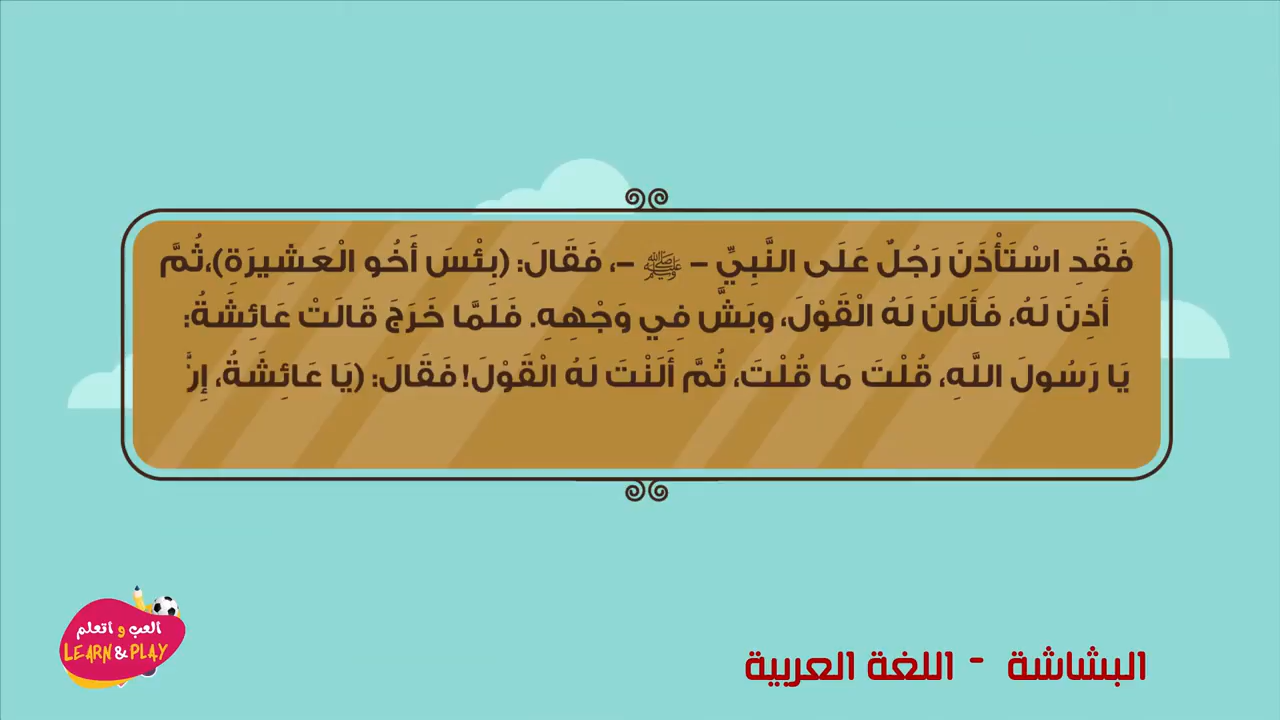 فَقَدِ اسْتَأْذَنَ رَجُلٌ عَلَى النَّبِيِّ - ﷺ -، فَقَالَ: (بِئْسَ أَخُو الْعَشِيرَةِ)،ثُمَّ
أَذِنَ لَهُ، فَأَلَانَ لَهُ الْقَوْلَ، وبَشَّ فِي وَجْهِهِ. فَلَمَّا خَرَجَ قَالَتْ عَائِشَةُ:
يَا رَسُولَ اللَّهِ، قُلْتَ مَا قُلْتَ، ثُمَّ أَلَنْتَ لَهُ الْقَوْلَ! فَقَالَ: (يَا عَائِشَةُ،
العب و اتعلم
LEARN & PLAY
البشاشة - اللغة العربية